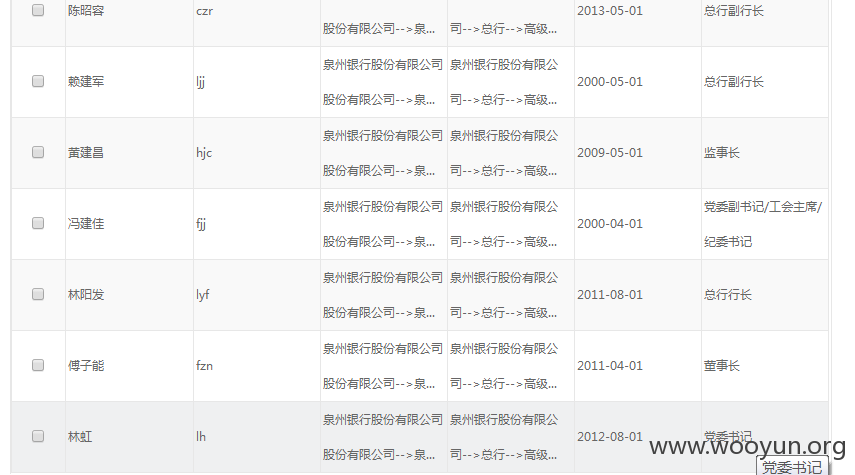 陈昭容 czr 股份有限公司-->泉... 司-->总行-->高级... 2013-05-01 总行副行长
泉州银行股份有限公司 泉州银行股份有限公
赖建军 ljj 2000-05-01 总行副行长
股份有限公司-->泉... 司-->总行-->高级...
泉州银行股份有限公司 泉州银行股份有限公
黄建昌 hjc 2009-05-01 监事长
股份有限公司-->泉... 司-->总行-->高级...
泉州银行股份有限公司 泉州银行股份有限公 党委副书记/工会主席/
冯建佳 fjj 2000-04-01
股份有限公司-->泉... 司-->总行-->高级... 纪委书记
泉州银行股份有限公司 泉州银行股份有限公
林阳发 lyf 2011-08-01 总行行长
股份有限公司-->泉... 司-->总行-->高级...
泉州银行股份有限公司 泉州银行股份有限公
傅子能 fzn 2011-04-01 董事长
股份有限公司-->泉... 司-->总行-->高级...
泉州银行股份有限公司 泉州银行股份有限公
林虹 lh 2012-08-01 党委书记
股份有限公司-->泉... 司-->总行-->高级...
www.wooyun.org
党委书记